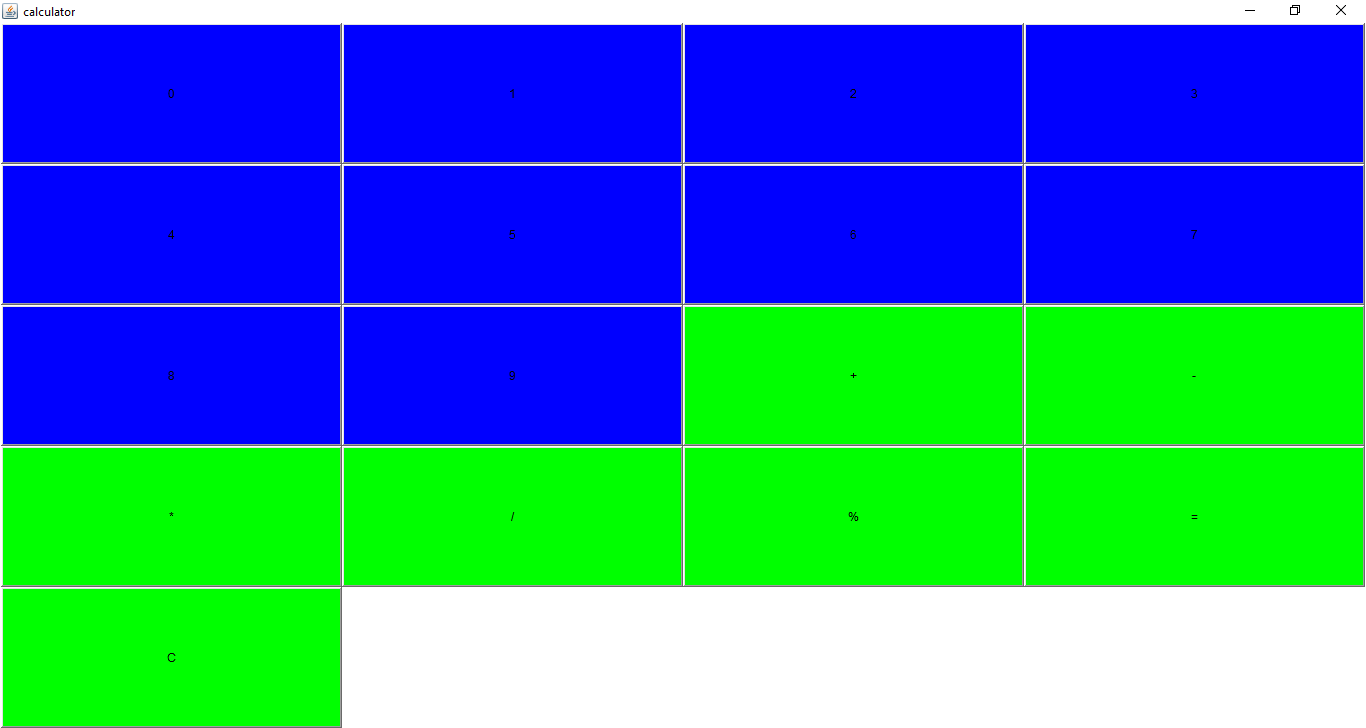 calculator
0 1 2 3
4 5 6 7
8 9 + -
* / % =
C